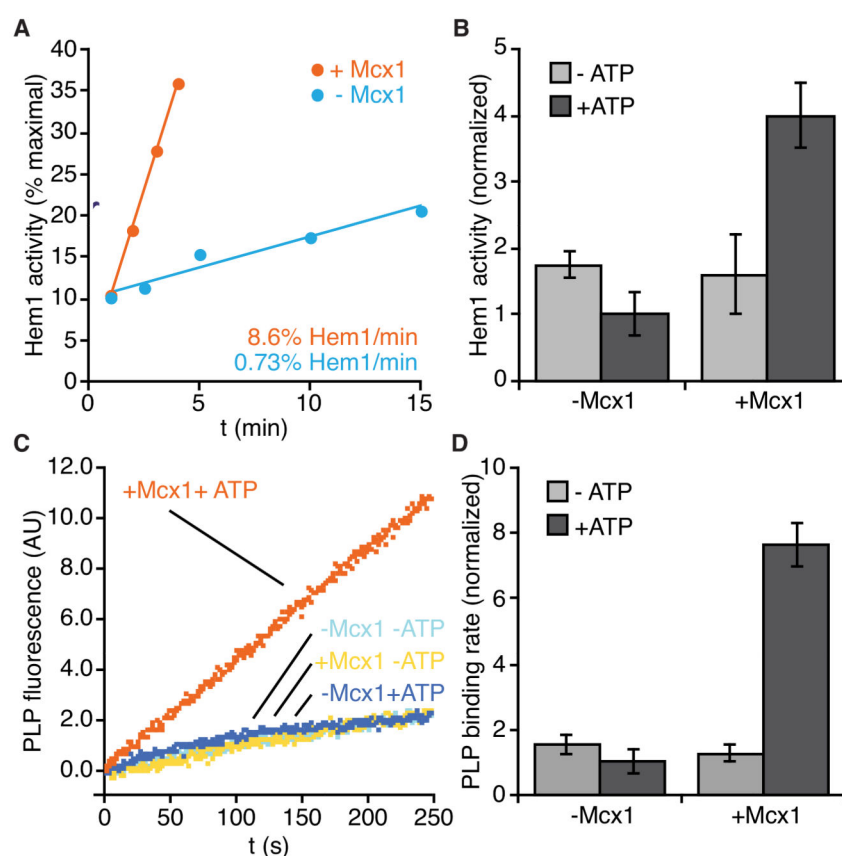 A
Hem1 activity (% maximal)
40
35
30
25
20
15
10
5
0
+ Mcx1
- Mcx1
8.6% Hem1/min
0.73% Hem1/min
0 5 10 15
t (min)
B
Hem1 activity (normalized)
5
4
2
1
0
- ATP
+ATP
-Mcx1 +Mcx1
C
PLP fluorescence (AU)
12.0
10.0
8.0
6.0
4.0
2.0
0.0
+Mcx1+ ATP
-Mcx1 -ATP
+Mcx1 -ATP
-Mcx1+ATP
0 50 100 150 200 250
t (s)
D
PLP binding rate (normalized)
10
8
6
4
2
0
- ATP
+ATP
-Mcx1 +Mcx1